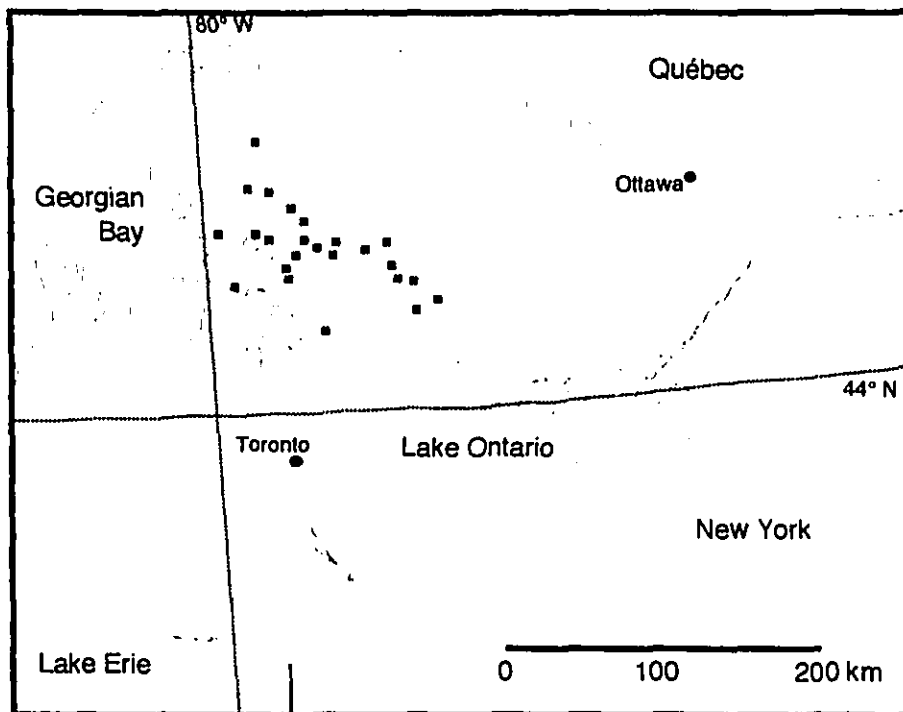 80° W
Québec
Ottawa
Georgian
Bay
44° N
Toronto
Lake Ontario
New York
Lake Erie
0 100 200 km